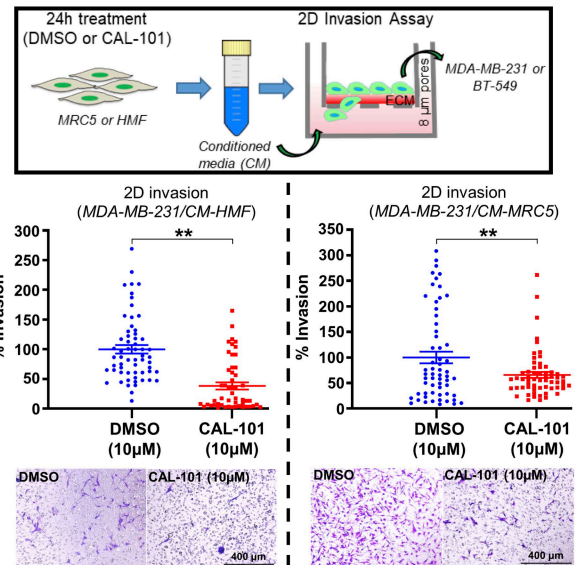 24h treatment
(DMSO or CAL-101)
2D Invasion Assay
MRC5 or HMF
Conditioned
media (CM)
ECM
8 µm pores
MDA-MB-231 or
BT-549
2D invasion
(MDA-MB-231/CM-HMF)
% Invasion
300
250
200
150
100
50
0
**
DMSO
(10µM)
CAL-101
(10µM)
2D invasion
(MDA-MB-231/CM-MRC5)
% Invasion
350
300
250
200
150
100
50
0
**
DMSO
(10µM)
CAL-101
(10µM)
DMSO
CAL-101 (10µM)
400 µm
DMSO
CAL-101 (10µM)
400 µm